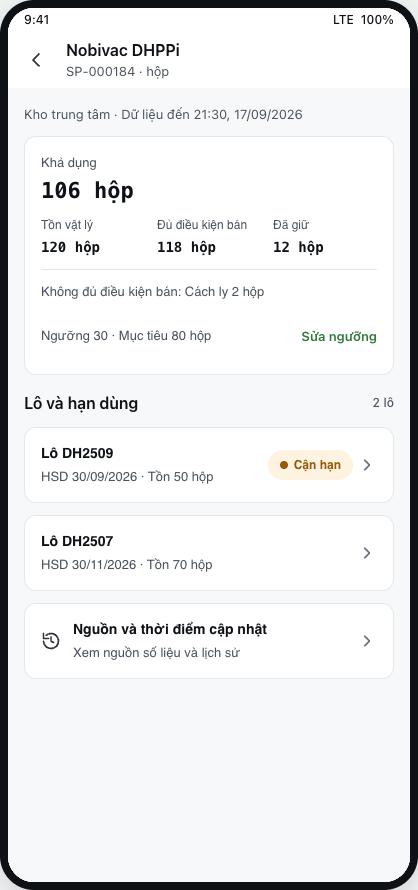 9:41 LTE 100%
Nobivac DHPPi
SP-000184 · hộp
Kho trung tâm · Dữ liệu đến 21:30, 17/09/2026
Khả dụng
106 hộp
Tồn vật lý Đủ điều kiện bán Đã giữ
120 hộp 118 hộp 12 hộp
Không đủ điều kiện bán: Cách ly 2 hộp
Ngưỡng 30 · Mục tiêu 80 hộp Sửa ngưỡng
Lô và hạn dùng 2 lô
Lô DH2509
HSD 30/09/2026 · Tồn 50 hộp Cận hạn
Lô DH2507
HSD 30/11/2026 · Tồn 70 hộp
Nguồn và thời điểm cập nhật
Xem nguồn số liệu và lịch sử